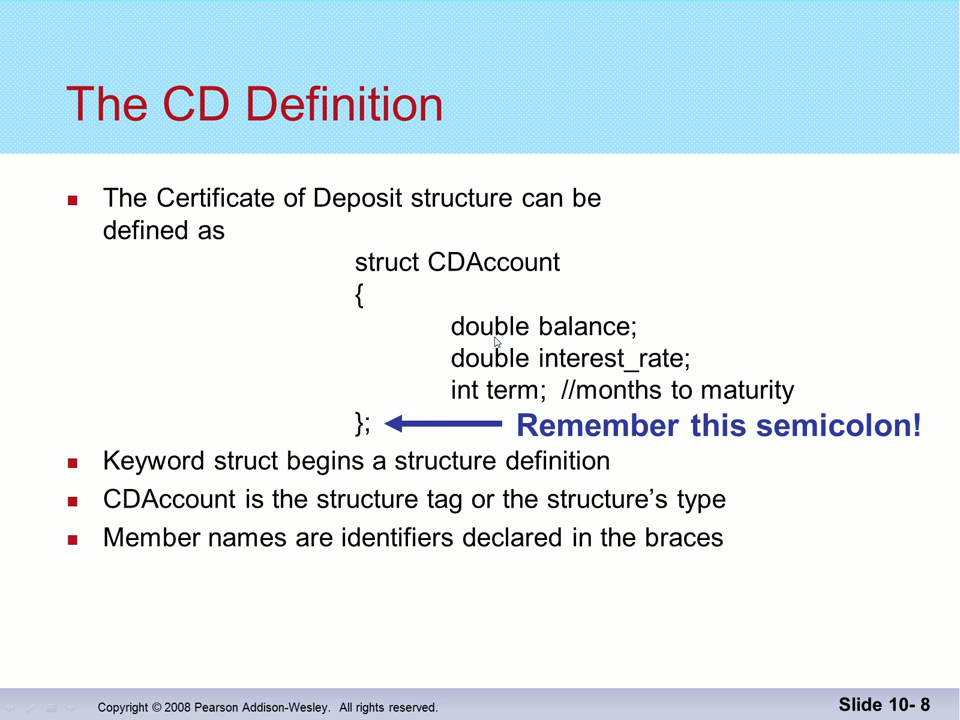 The CD Definition
The Certificate of Deposit structure can be
defined as
struct CDAccount
{
double balance;
double interest_rate;
int term;  //months to maturity
};
Remember this semicolon!
Keyword struct begins a structure definition
CDAccount is the structure tag or the structure’s type
Member names are identifiers declared in the braces
Copyright © 2008 Pearson Addison-Wesley.  All rights reserved.
Slide 10- 8